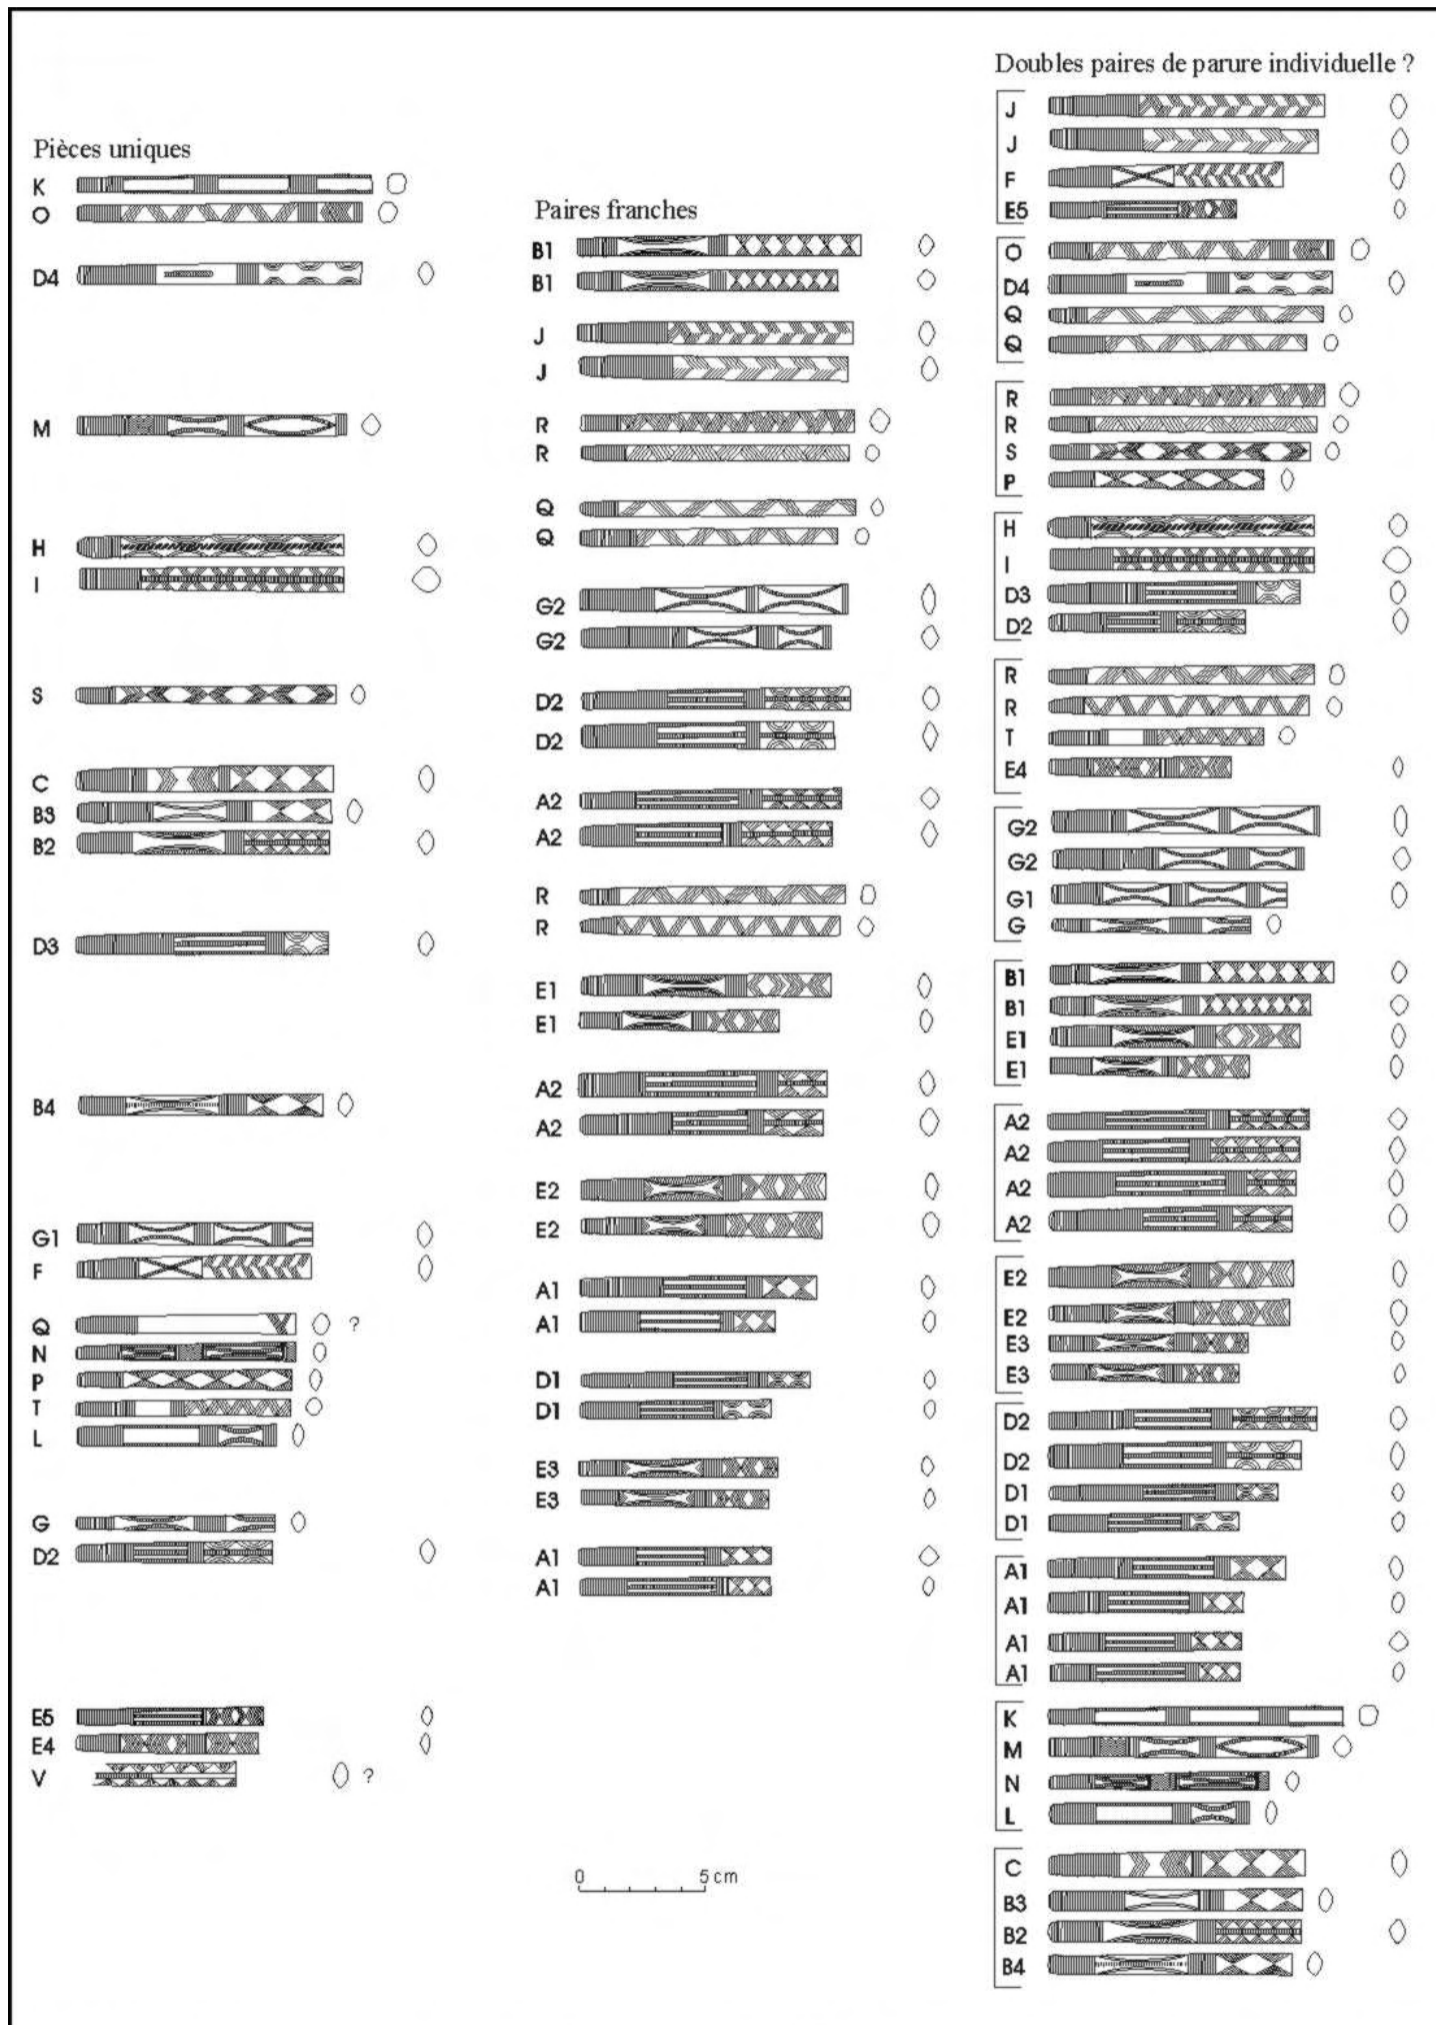 Pièces uniques
K
O
D4
M
H
I
S
C
B3
B2
D3
B4
G1
F
Q ?
N
P
T
L
G
D2
E5
E4
V ?
Paires franches
B1
B1
J
J
R
R
Q
Q
G2
G2
D2
D2
A2
A2
R
R
E1
E1
A2
A2
E2
E2
A1
A1
D1
D1
E3
E3
A1
A1
0 5 cm
Doubles paires de parure individuelle ?
J
J
F
E5
O
D4
Q
Q
R
R
S
P
H
I
D3
D2
R
R
T
E4
G2
G2
G1
G
B1
B1
E1
E1
A2
A2
A2
A2
E2
E2
E3
E3
D2
D2
D1
D1
A1
A1
A1
A1
K
M
N
L
C
B3
B2
B4